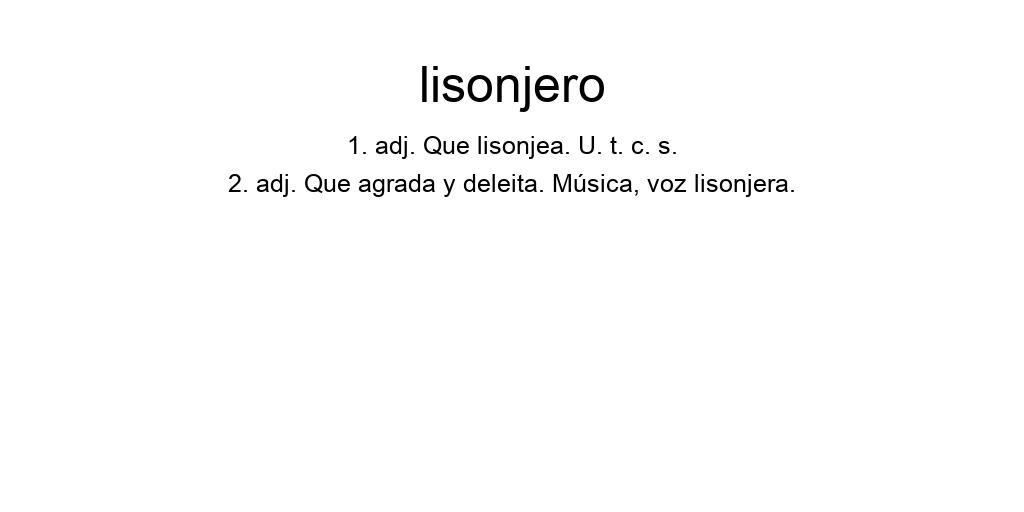 lisonjero
1. adj. Que lisonjea. U. t. c. s.
2. adj. Que agrada y deleita. Música, voz lisonjera.